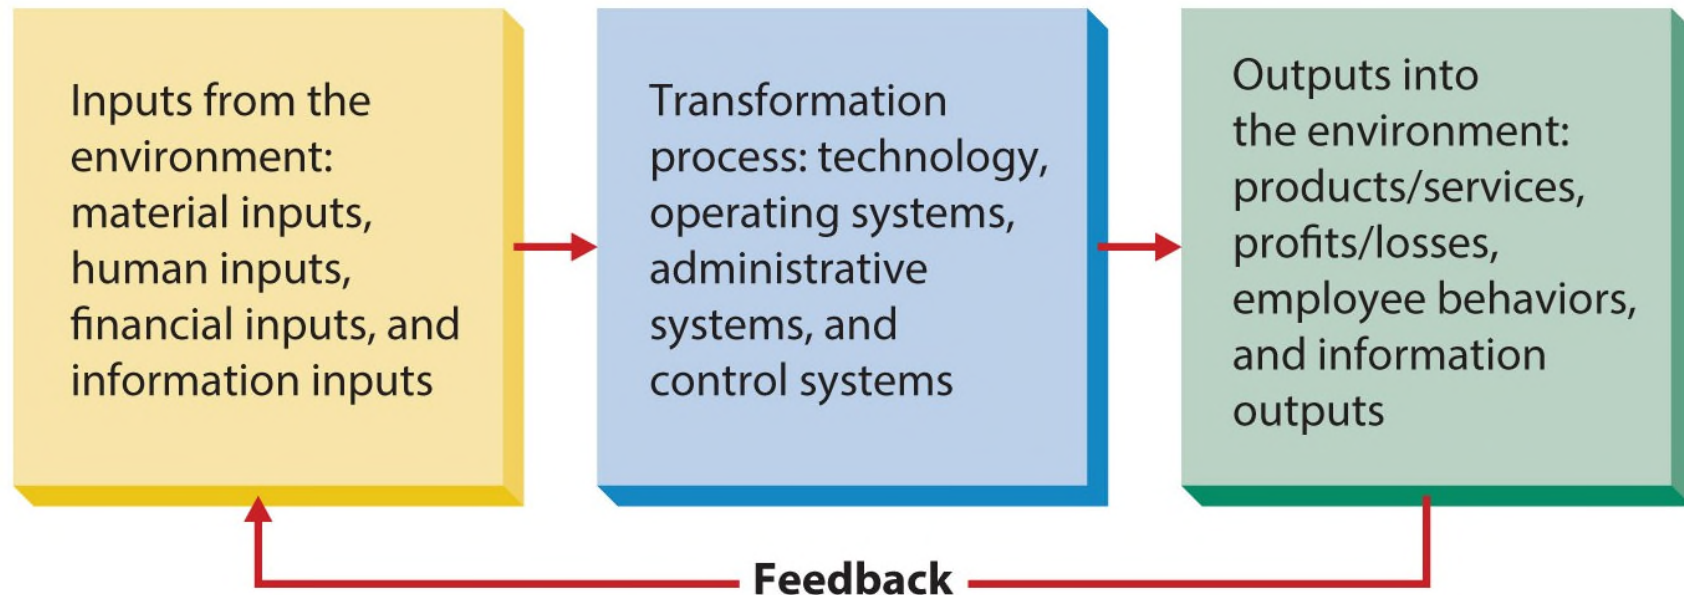 Inputs from the
environment:
material inputs,
human inputs,
financial inputs, and
information inputs
Transformation
process: technology,
operating systems,
administrative
systems, and
control systems
Outputs into
the environment:
products/services,
profits/losses,
employee behaviors,
and information
outputs
Feedback